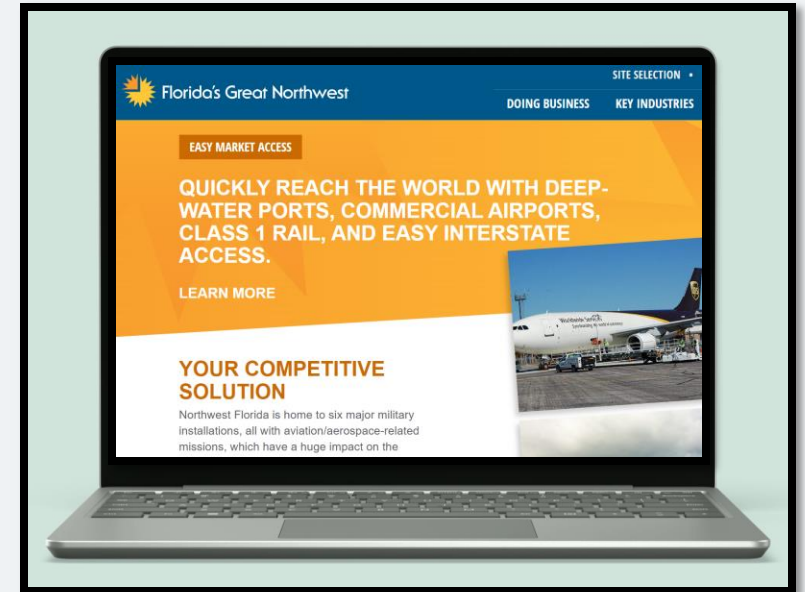 SITE SELECTION •
Florida's Great Northwest
DOING BUSINESS KEY INDUSTRIES
EASY MARKET ACCESS
QUICKLY REACH THE WORLD WITH DEEP-
WATER PORTS, COMMERCIAL AIRPORTS,
CLASS 1 RAIL, AND EASY INTERSTATE
ACCESS.
LEARN MORE
Worldwide Services
YOUR COMPETITIVE
SOLUTION
Northwest Florida is home to six major military
installations, all with aviation/aerospace-related
missions, which have a huge impact on the